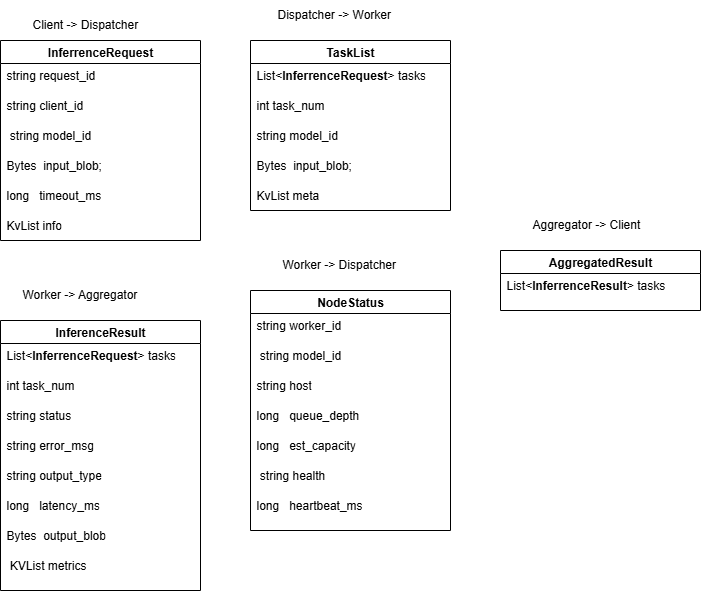 Client -> Dispatcher
InferrenceRequest
string request_id
string client_id
string model_id
Bytes input_blob;
long timeout_ms
KvList info
Dispatcher -> Worker
TaskList
List<InferrenceRequest> tasks
int task_num
string model_id
Bytes input_blob;
KvList meta
Aggregator -> Client
AggregatedResult
List<InferrenceResult> tasks
Worker -> Aggregator
InferenceResult
List<InferrenceRequest> tasks
int task_num
string status
string error_msg
string output_type
long latency_ms
Bytes output_blob
KVList metrics
Worker -> Dispatcher
NodeStatus
string worker_id
string model_id
string host
long queue_depth
long est_capacity
string health
long heartbeat_ms